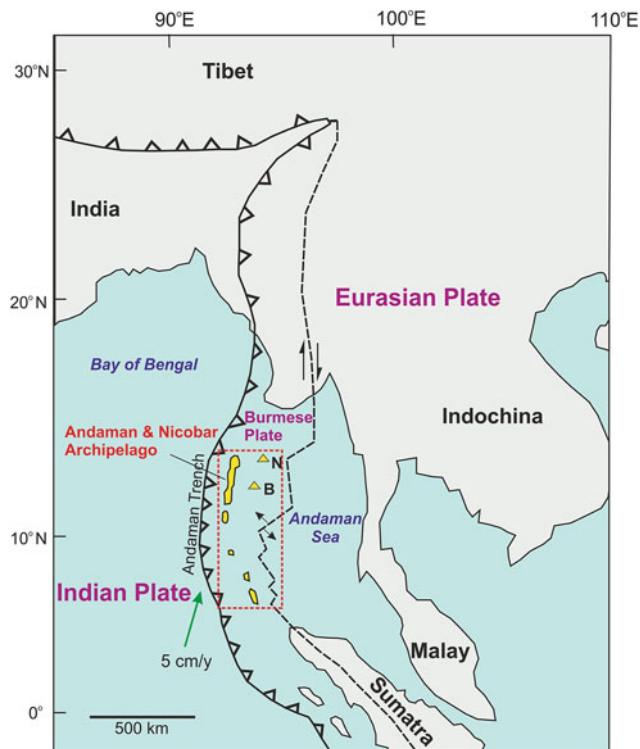 90°E
100°E
110°E
30°N
Tibet
India
20°N
Eurasian Plate
Bay of Bengal
Burmese
Plate
Indochina
Andaman & Nicobar
Archipelago
N
B
Andaman Trench
Andaman
Sea
10°N
Indian Plate
5 cm/y
Malay
Sumatra
0°
500 km